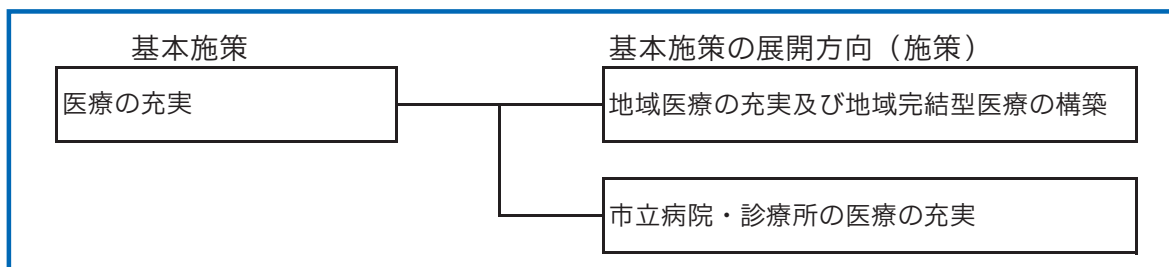 基本施策
基本施策の展開方向（施策）
医療の充実
地域医療の充実及び地域完結型医療の構築
市立病院・診療所の医療の充実